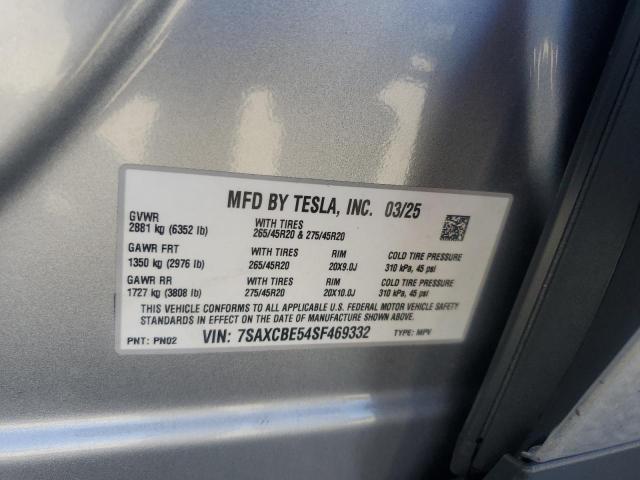 MFD BY TESLA, INC. 03/25
GVWR
2881 kg (6352 lb) WITH TIRES 265/45R20 & 275/45R20
GAWR FRT WITH TIRES RIM COLD TIRE PRESSURE
1350 kg (2976 lb) 265/45R20 20X9.0J 310 kPa, 45 psi
GAWR RR WITH TIRES RIM COLD TIRE PRESSURE
1727 kg (3808 lb) 275/45R20 20X10.0J 310 kPa, 45 psi
THIS VEHICLE CONFORMS TO ALL APPLICABLE U.S. FEDERAL MOTOR VEHICLE SAFETY
STANDARDS IN EFFECT ON THE DATE OF MANUFACTURE SHOWN ABOVE.
PNT: PN02 VIN: 7SAXCBE54SF469332 TYPE: MPV